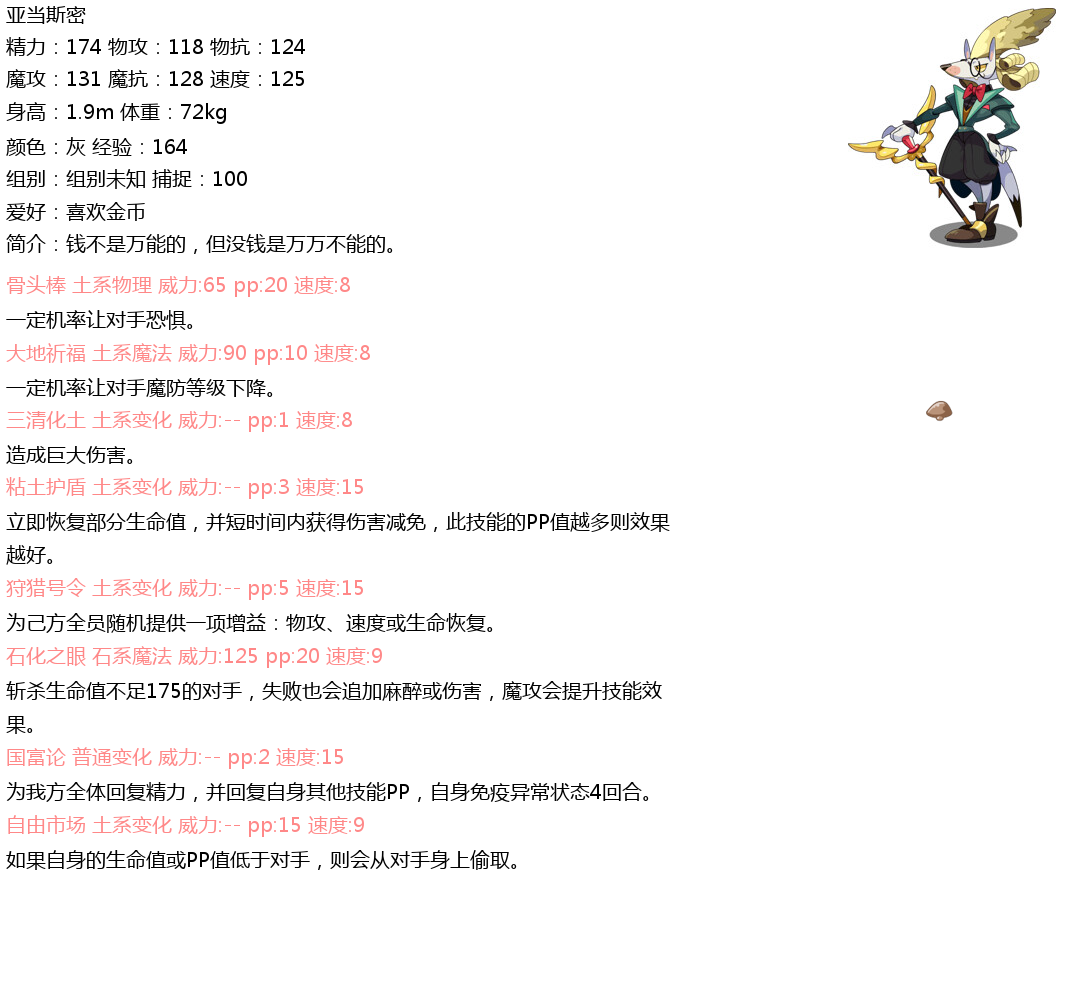 亚当斯密
精力：174 物攻：118 物抗：124
魔攻：131 魔抗：128 速度：125
身高：1.9m 体重：72kg
颜色：灰 经验：164
组别：组别未知 捕捉：100
爱好：喜欢金币
简介：钱不是万能的，但没钱是万万不能的。
骨头棒 土系物理 威力:65 pp:20 速度:8
一定机率让对手恐惧。
大地祈福 土系魔法 威力:90 pp:10 速度:8
一定机率让对手魔防等级下降。
三清化土 土系变化 威力:-- pp:1 速度:8
造成巨大伤害。
粘土护盾 土系变化 威力:-- pp:3 速度:15
立即恢复部分生命值，并短时间内获得伤害减免，此技能的PP值越多则效果
越好。
狩猎号令 土系变化 威力:-- pp:5 速度:15
为己方全员随机提供一项增益：物攻、速度或生命恢复。
石化之眼 石系魔法 威力:125 pp:20 速度:9
斩杀生命值不足175的对手，失败也会追加麻醉或伤害，魔攻会提升技能效
果。
国富论 普通变化 威力:-- pp:2 速度:15
为我方全体回复精力，并回复自身其他技能PP，自身免疫异常状态4回合。
自由市场 土系变化 威力:-- pp:15 速度:9
如果自身的生命值或PP值低于对手，则会从对手身上偷取。